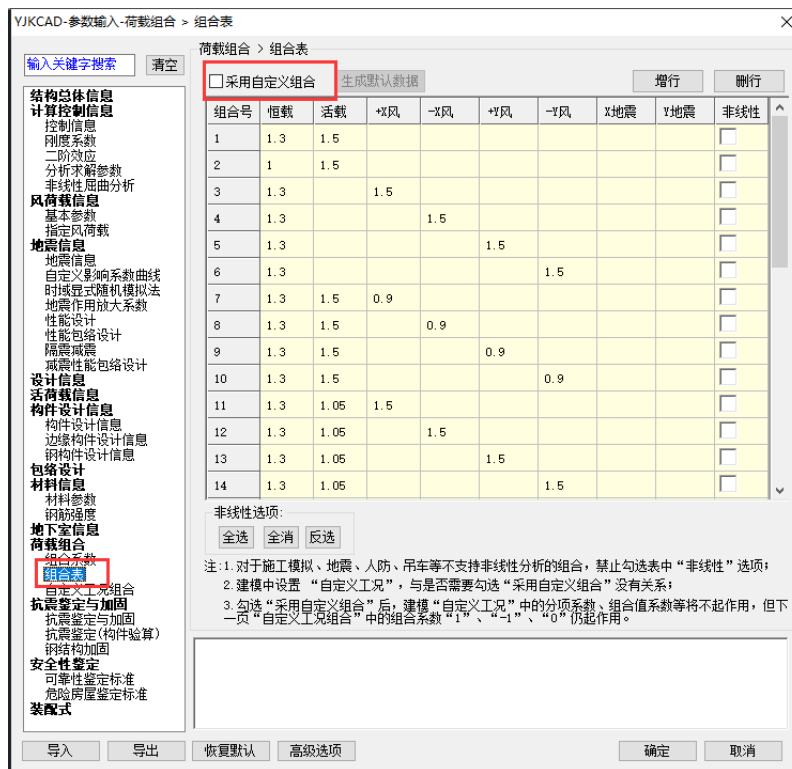 YJKCAD-参数输入-荷载组合 > 组合表
输入关键字搜索 清空
结构总体信息
计算控制信息
控制信息
刚度系数
二阶效应
分析求解参数
非线性屈曲分析
风荷载信息
基本参数
指定风荷载
地震信息
地震信息
自定义影响系数曲线
时域显式随机模拟法
地震作用放大系数
性能设计
性能包络设计
隔震减震
减震性能包络设计
设计信息
活荷载信息
构件设计信息
构件设计信息
边缘构件设计信息
钢构件设计信息
包络设计
材料信息
材料参数
钢筋强度
地下室信息
荷载组合
组合系数
组合表
自定义工况组合
抗震鉴定与加固
抗震鉴定与加固
抗震鉴定(构件验算)
钢结构加固
安全性鉴定
可靠性鉴定标准
危险房屋鉴定标准
装配式
荷载组合 > 组合表
采用自定义组合 生成默认数据 增行 删行
组合号 恒载 活载 +X风 -X风 +Y风 -Y风 X地震 Y地震 非线性
1 1.3 1.5
2 1 1.5
3 1.3 1.5
4 1.3 1.5
5 1.3 1.5
6 1.3 1.5
7 1.3 1.5 0.9
8 1.3 1.5 0.9
9 1.3 1.5 0.9
10 1.3 1.5 0.9
11 1.3 1.05 1.5
12 1.3 1.05 1.5
13 1.3 1.05 1.5
14 1.3 1.05 1.5
非线性选项:
全选 全消 反选
注:1.对于施工模拟、地震、人防、吊车等不支持非线性分析的组合，禁止勾选表中“非线性”选项；
2.建模中设置 “自定义工况”，与是否需要勾选“采用自定义组合”没有关系；
3.勾选“采用自定义组合”后，建模“自定义工况”中的分项系数、组合值系数等将不起作用，但下
一页“自定义工况组合”中的组合系数“1”、“-1”、“0”仍起作用。
导入 导出 恢复默认 高级选项 确定 取消